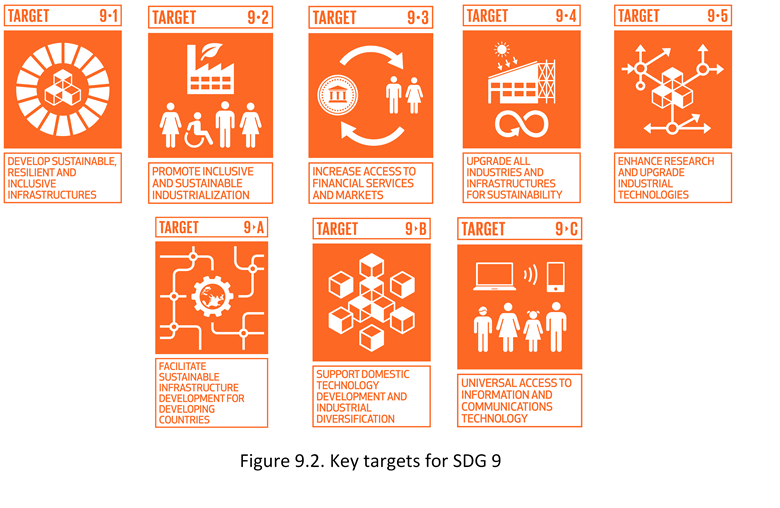 TARGET 9·1
DEVELOP SUSTAINABLE,
RESILIENT AND
INCLUSIVE
INFRASTRUCTURES
TARGET 9·2
PROMOTE INCLUSIVE
AND SUSTAINABLE
INDUSTRIALIZATION
TARGET 9·3
INCREASE ACCESS TO
FINANCIAL SERVICES
AND MARKETS
TARGET 9·4
UPGRADE ALL
INDUSTRIES AND
INFRASTRUCTURES
FOR SUSTAINABILITY
TARGET 9·5
ENHANCE RESEARCH
AND UPGRADE
INDUSTRIAL
TECHNOLOGIES
TARGET 9·A
FACILITATE
SUSTAINABLE
INFRASTRUCTURE
DEVELOPMENT FOR
DEVELOPING
COUNTRIES
TARGET 9·B
SUPPORT DOMESTIC
TECHNOLOGY
DEVELOPMENT AND
INDUSTRIAL
DIVERSIFICATION
TARGET 9·C
UNIVERSAL ACCESS TO
INFORMATION AND
COMMUNICATIONS
TECHNOLOGY
Figure 9.2. Key targets for SDG 9